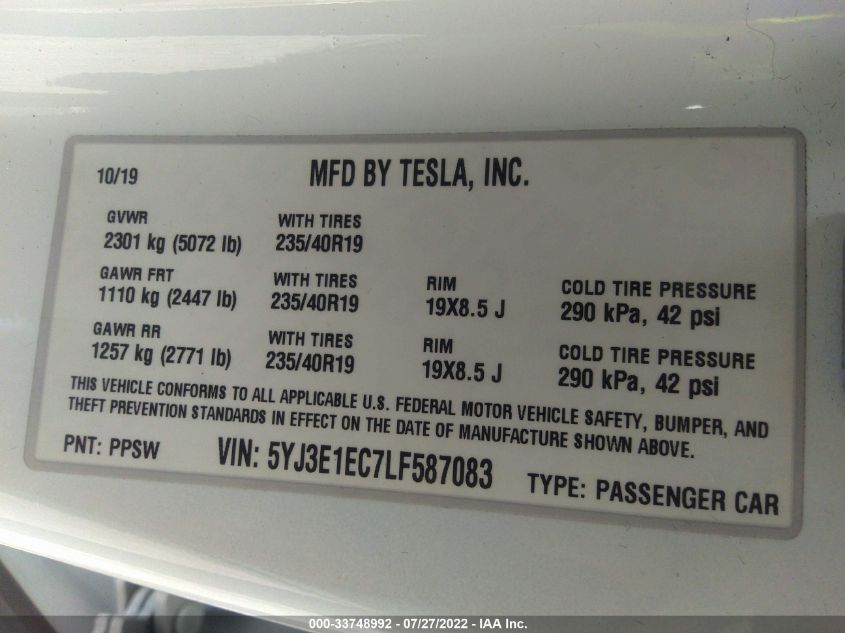 10/19 MFD BY TESLA, INC.
GVWR WITH TIRES
2301 kg (5072 lb) 235/40R19
GAWR FRT WITH TIRES RIM COLD TIRE PRESSURE
1110 kg (2447 lb) 235/40R19 19X8.5 J 290 kPa, 42 psi
GAWR RR WITH TIRES RIM COLD TIRE PRESSURE
1257 kg (2771 lb) 235/40R19 19X8.5 J 290 kPa, 42 psi
THIS VEHICLE CONFORMS TO ALL APPLICABLE U.S. FEDERAL MOTOR VEHICLE SAFETY, BUMPER, AND
THEFT PREVENTION STANDARDS IN EFFECT ON THE DATE OF MANUFACTURE SHOWN ABOVE.
PNT: PPSW VIN: 5YJ3E1EC7LF587083 TYPE: PASSENGER CAR
000-33748992 - 07/27/2022 - IAA Inc.